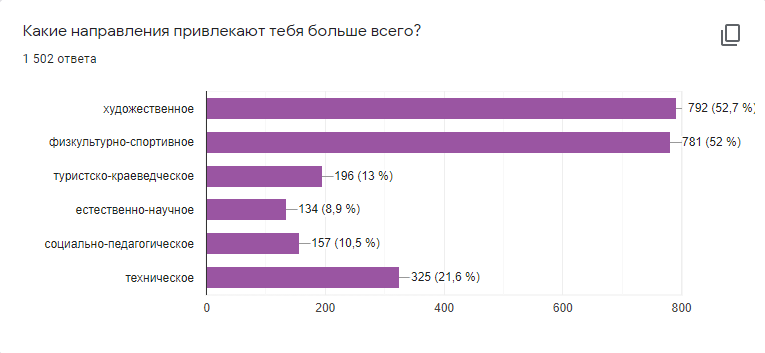 Какие направления привлекают тебя больше всего?
1 502 ответа
художественное 792 (52,7 %)
физкультурно-спортивное 781 (52 %)
туристско-краеведческое 196 (13 %)
естественно-научное 134 (8,9 %)
социально-педагогическое 157 (10,5 %)
техническое 325 (21,6 %)
0 200 400 600 800